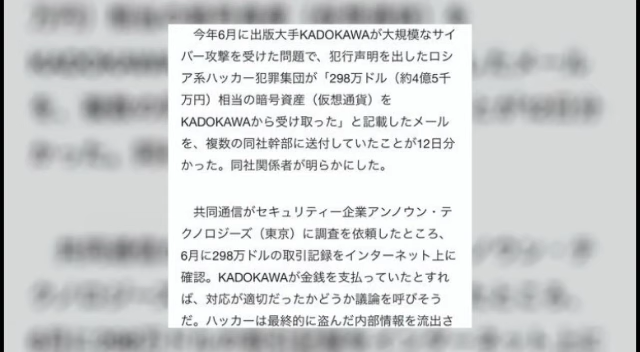 今年6月に出版大手KADOKAWAが大規模なサイ
バー攻撃を受けた問題で、犯行声明を出したロシ
ア系ハッカー犯罪集団が「298万ドル（約4億5千
万円）相当の暗号資産（仮想通貨）を
KADOKAWAから受け取った」と記載したメール
を、複数の同社幹部に送付していたことが12日分
かった。同社関係者が明らかにした。
共同通信がセキュリティー企業アンノウン・テ
クノロジーズ（東京）に調査を依頼したところ、
6月に298万ドルの取引記録をインターネット上に
確認。KADOKAWAが金銭を支払っていたとすれ
ば、対応が適切だったかどうか議論を呼びそう
だ。ハッカーは最終的に盗んだ内部情報を流出さ